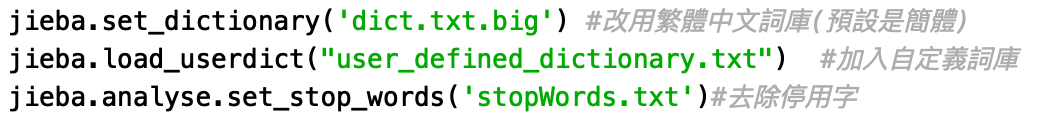 jieba.set_dictionary('dict.txt.big') #改用繁體中文詞庫(預設是簡體)
jieba.load_userdict("user_defined_dictionary.txt")  #加入自定義詞庫
jieba.analyse.set_stop_words('stopWords.txt')#去除停用字